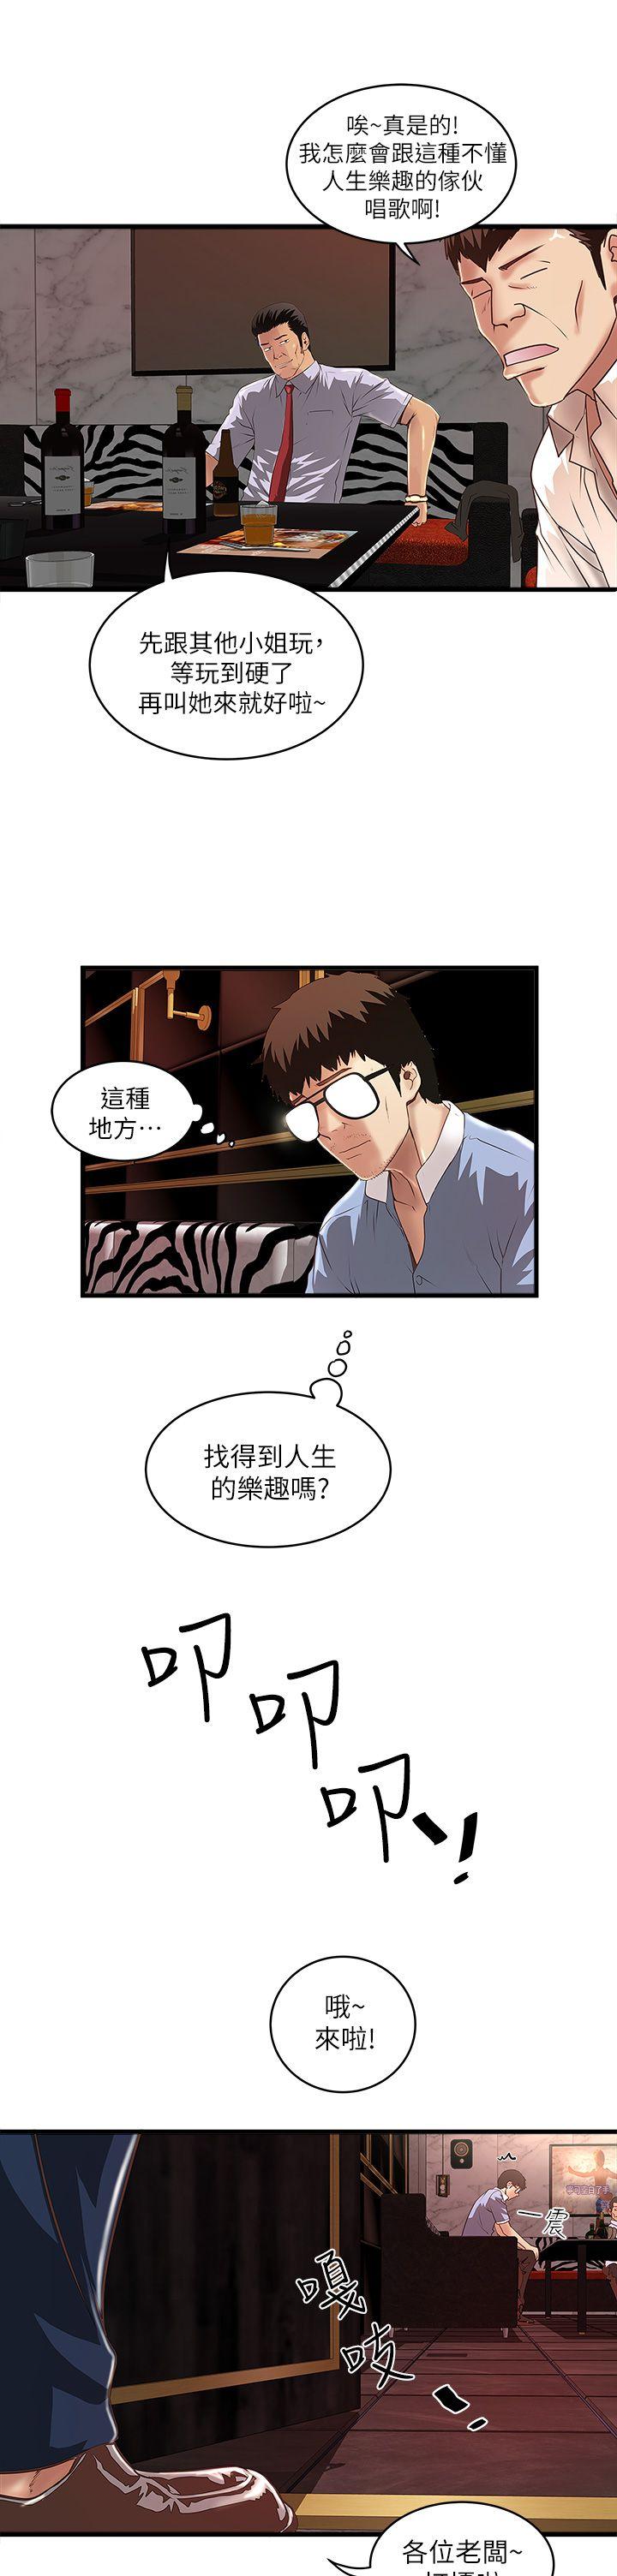 唉~真是的!
我怎麼會跟這種不懂
人生樂趣的傢伙
唱歌啊!
先跟其他小姐玩，
等玩到硬了
再叫她來就好啦~
這種
地方…
找得到人生
的樂趣嗎?
叩
叩
叩!
哦~
來啦!
一震
嘎
吱
各位老闆~